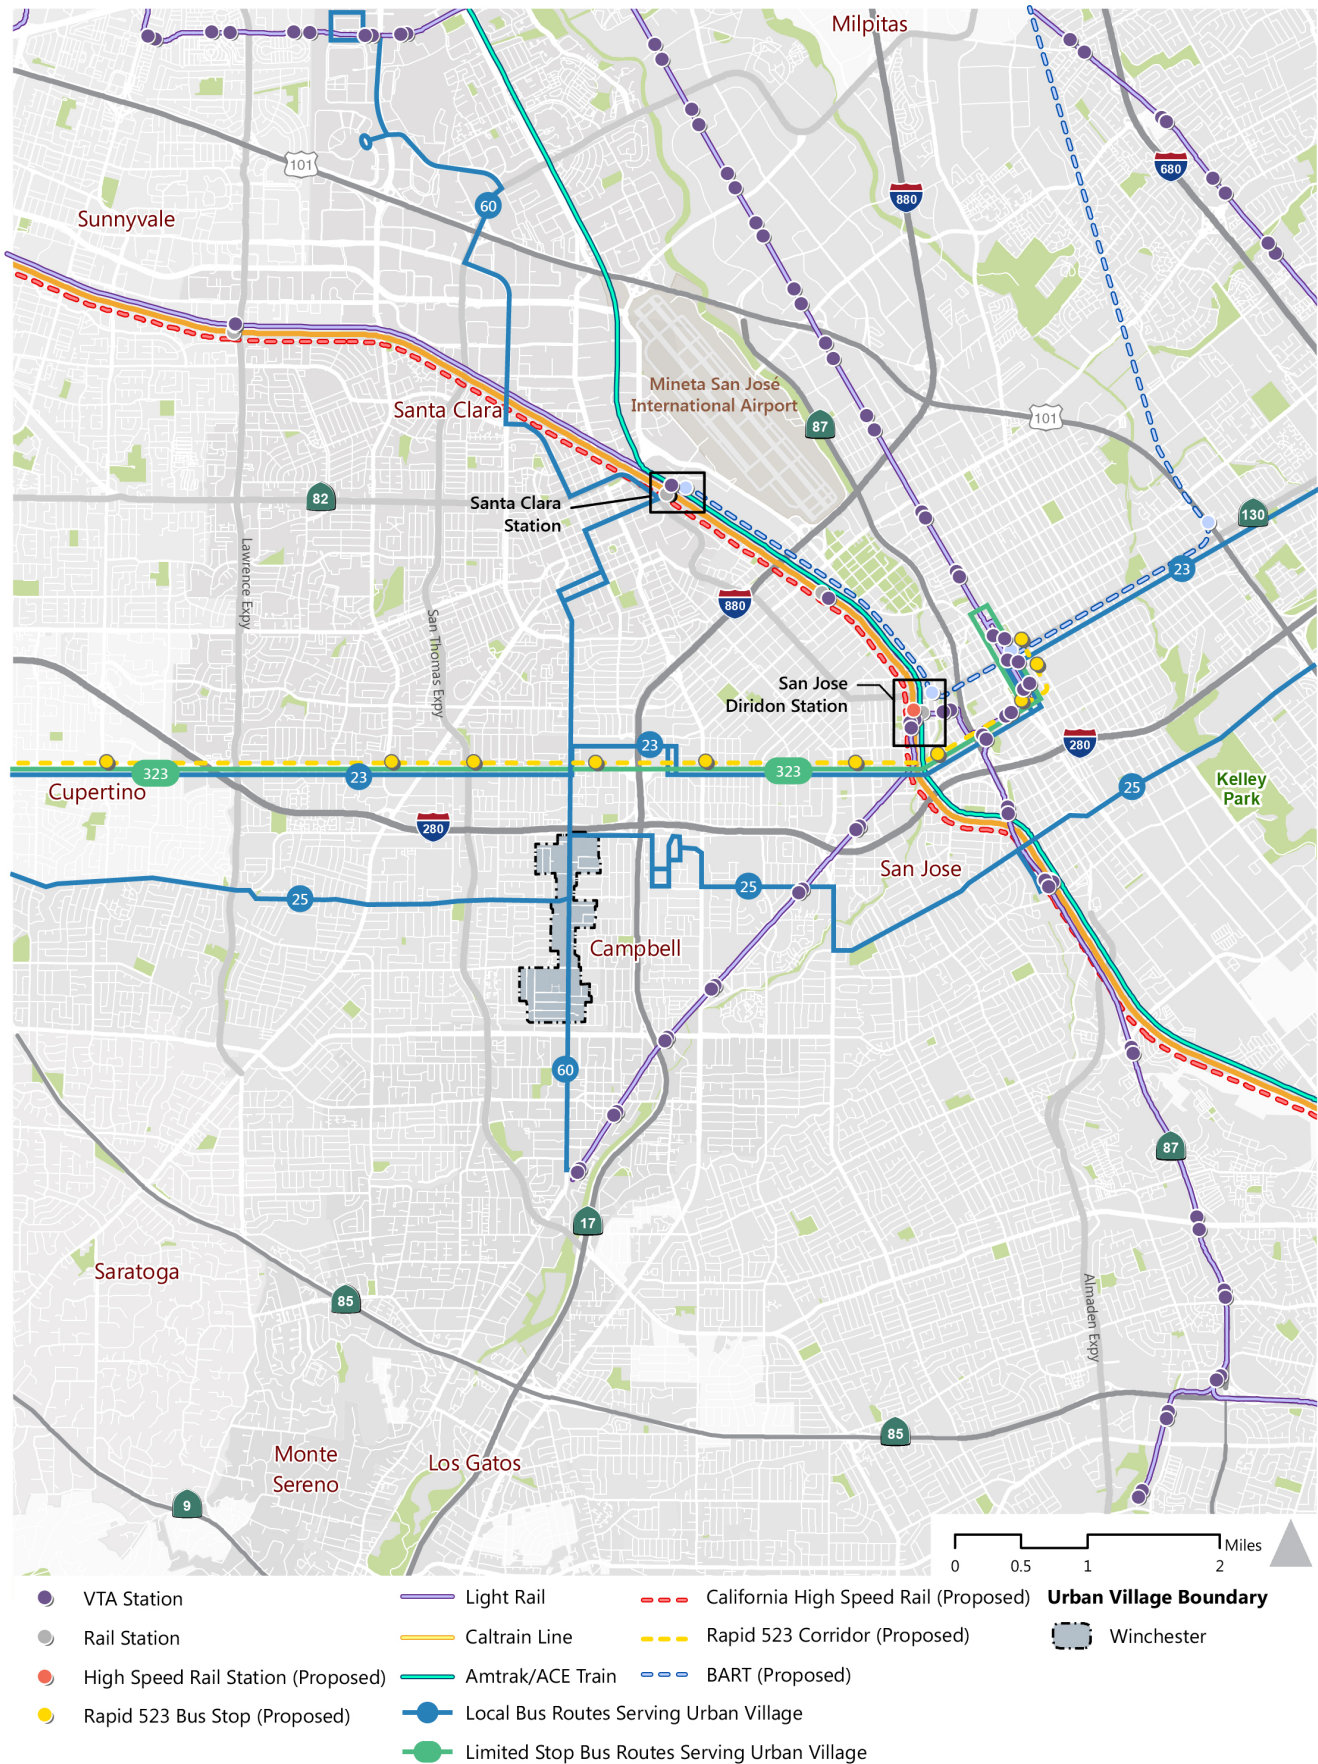 Milpitas
101
680
880
60
Sunnyvale
Mineta San José
International Airport
Santa Clara
87
101
82
Santa Clara
Station
130
Lawrence Expy
23
880
San Thomas Expy
San Jose
Diridon Station
23
280
323
23
323
Cupertino
25
Kelley
Park
280
San Jose
25
25
Campbell
60
87
17
Saratoga
85
Almaden Expy
85
Monte
Sereno
Los Gatos
9
Miles
0 0.5 1 2
VTA Station
Rail Station
High Speed Rail Station (Proposed)
Rapid 523 Bus Stop (Proposed)
Light Rail
Caltrain Line
Amtrak/ACE Train
Local Bus Routes Serving Urban Village
Limited Stop Bus Routes Serving Urban Village
California High Speed Rail (Proposed)
Rapid 523 Corridor (Proposed)
BART (Proposed)
Urban Village Boundary
Winchester